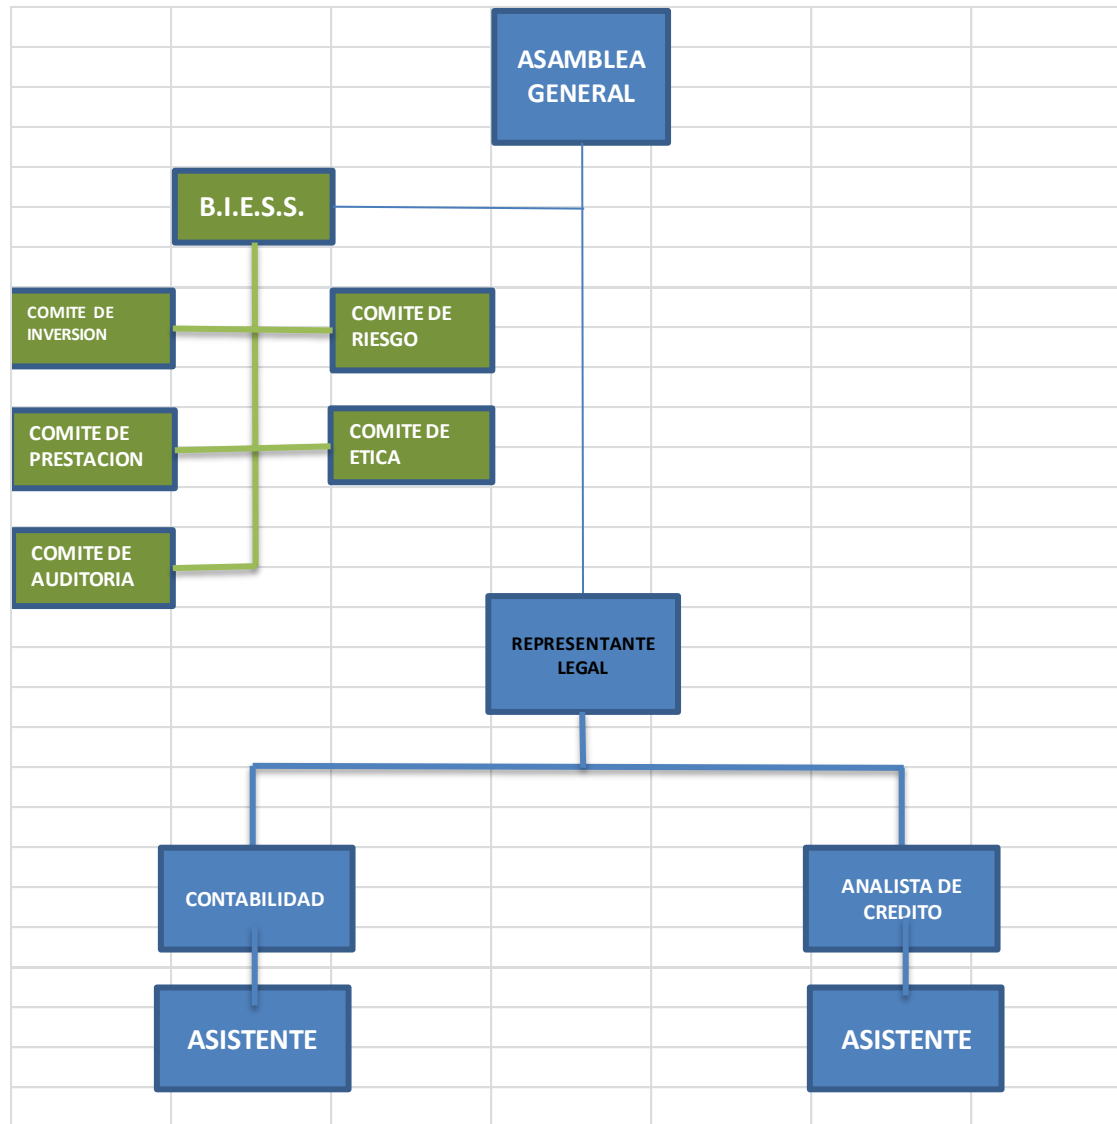 ASAMBLEA
GENERAL
B.I.E.S.S.
COMITE DE
INVERSION
COMITE DE
RIESGO
COMITE DE
PRESTACION
COMITE DE
ETICA
COMITE DE
AUDITORIA
REPRESENTANTE
LEGAL
CONTABILIDAD
ANALISTA DE
CREDITO
ASISTENTE
ASISTENTE